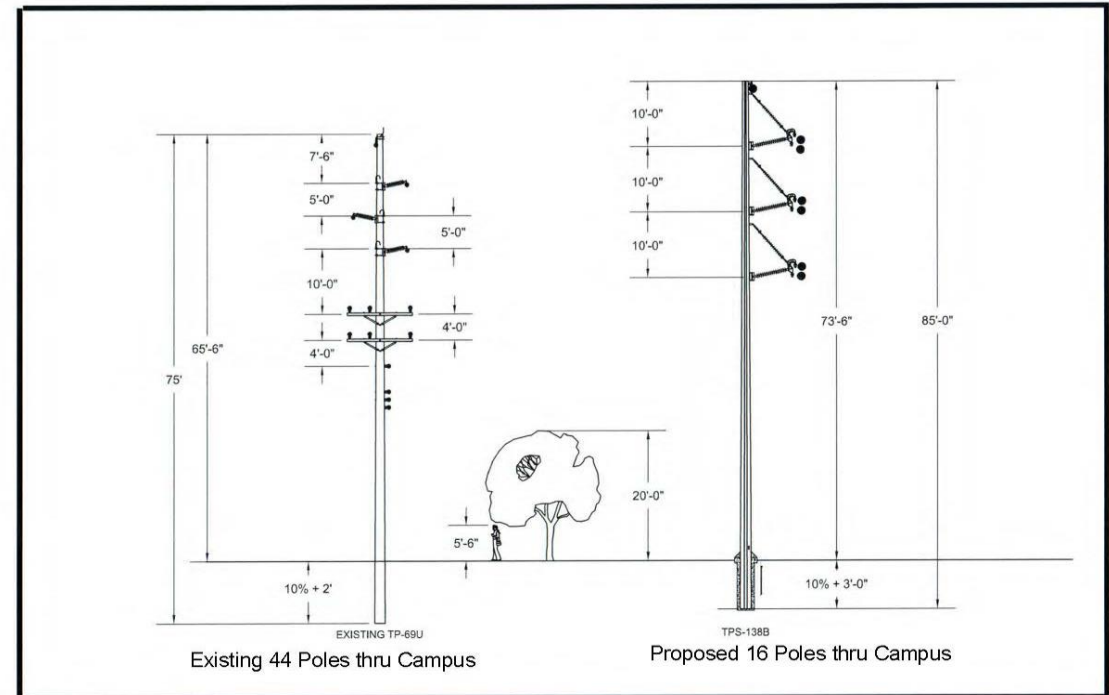 7'-6"
5'-0"
5'-0"
10'-0"
4'-0"
4'-0"
65'-6"
75'
10% + 2'
EXISTING TP-69U
Existing 44 Poles thru Campus
5'-6"
20'-0"
10'-0"
10'-0"
10'-0"
73'-6"
85'-0"
10% + 3'-0"
TPS-138B
Proposed 16 Poles thru Campus